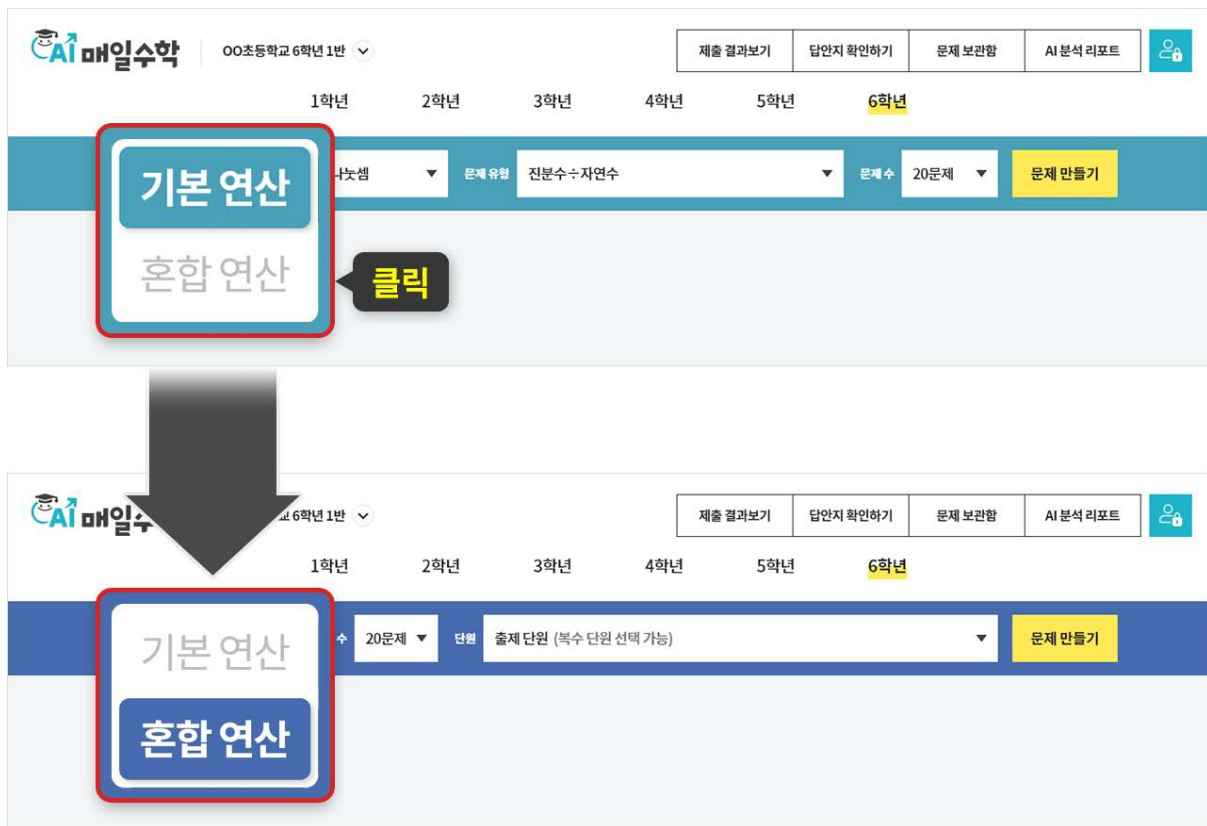 AI 매일수학
OO초등학교 6학년 1반
제출 결과보기
답안지 확인하기
문제 보관함
AI 분석 리포트
1학년 2학년 3학년 4학년 5학년 6학년
기본 연산
혼합 연산
나눗셈
문제 유형
진분수÷자연수
문제 수
20문제
문제 만들기
클릭
AI 매일수
6학년 1반
제출 결과보기
답안지 확인하기
문제 보관함
AI 분석 리포트
1학년 2학년 3학년 4학년 5학년 6학년
기본 연산
혼합 연산
수
20문제
단원
출제 단원 (복수 단원 선택 가능)
문제 만들기